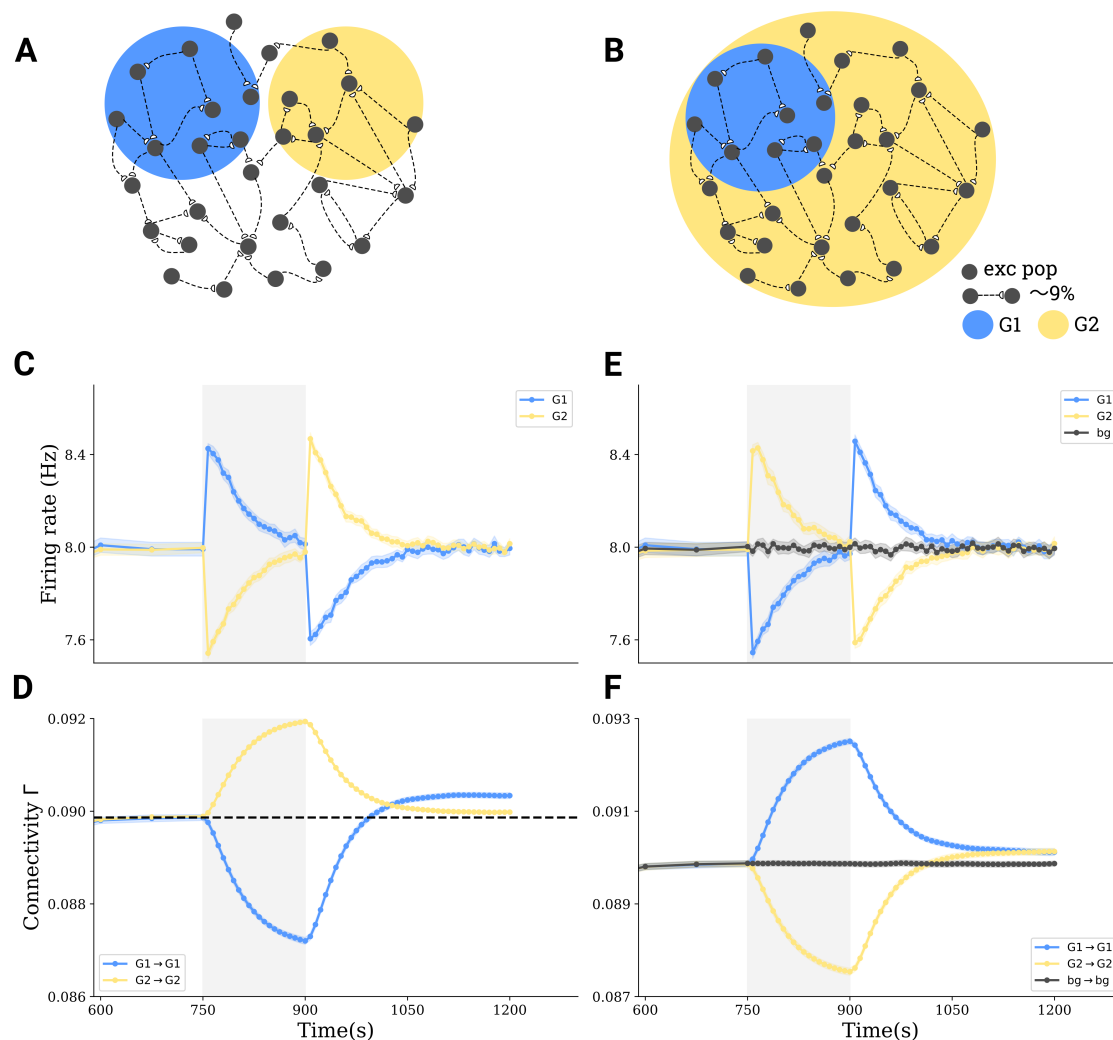 A
B
exc pop
~9%
G1
G2
C
E
Firing rate (Hz)
8.4
8.0
7.6
G1
G2
8.4
8.0
7.6
G1
G2
bg
D
F
Connectivity Γ
0.092
0.090
0.088
0.086
G1→G1
G2→G2
600
750
900
1050
1200
Time(s)
0.093
0.091
0.089
0.087
G1→G1
G2→G2
bg→bg
600
750
900
1050
1200
Time(s)